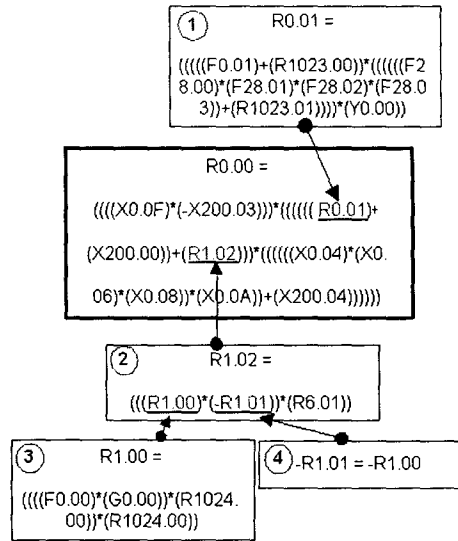 1
R0.01 =
(((((F0.01)+(R1023.00))*((((((F2
8.00)*(F28.01)*(F28.02)*(F28.0
3))+(R1023.01))))*(Y0.00))
R0.00 =
((((X0.0F)*(-X200.03)))*(((((( R0.01)+
(X200.00))+(R1.02)))*((((((X0.04)*(X0.
06)*(X0.08))*(X0.0A))+(X200.04))))))
2
R1.02 =
(((R1.00)*(-R1.01))*(R6.01))
3
R1.00 =
((((F0.00)*(G0.00))*(R1024.
00))*(R1024.00))
4
-R1.01 = -R1.00